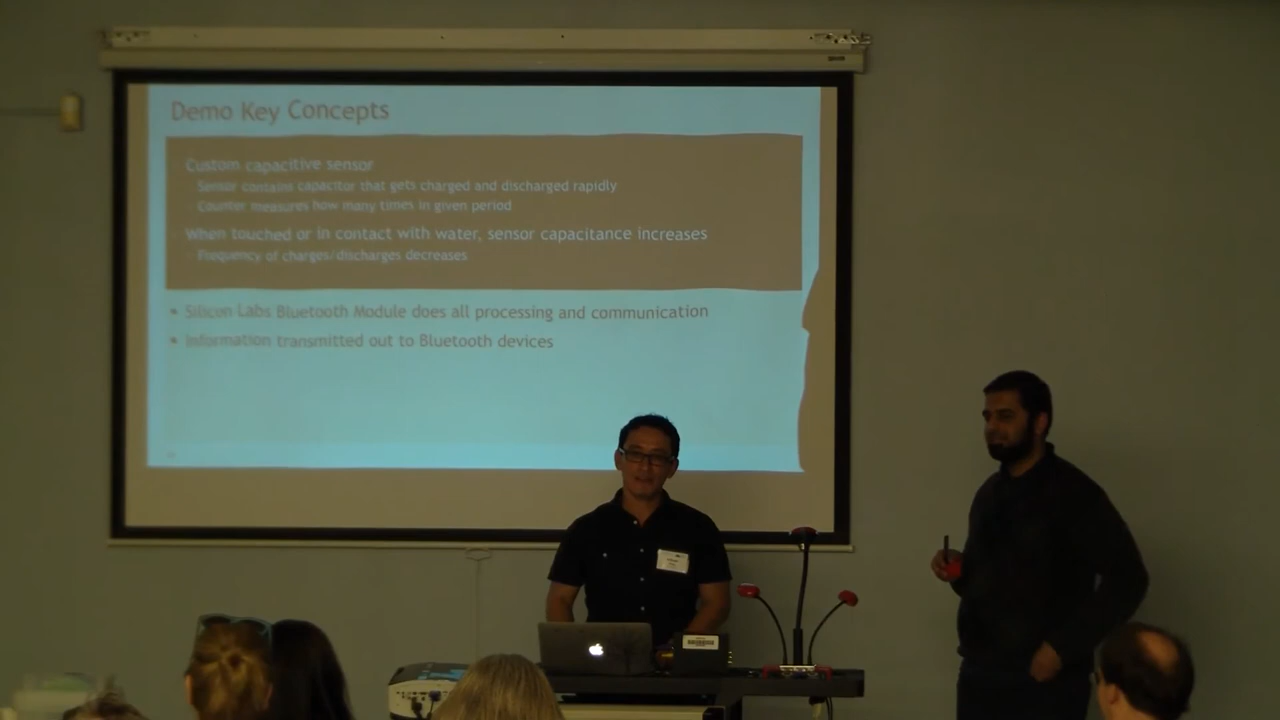 Demo Key Concepts
Custom capacitive sensor
Sensor contains capacitor that gets charged and discharged rapidly
Counter measures how many times in given period
When touched or in contact with water, sensor capacitance increases
Frequency of charges/discharges decreases
• Silicon Labs Bluetooth Module does all processing and communication
• Information transmitted out to Bluetooth devices